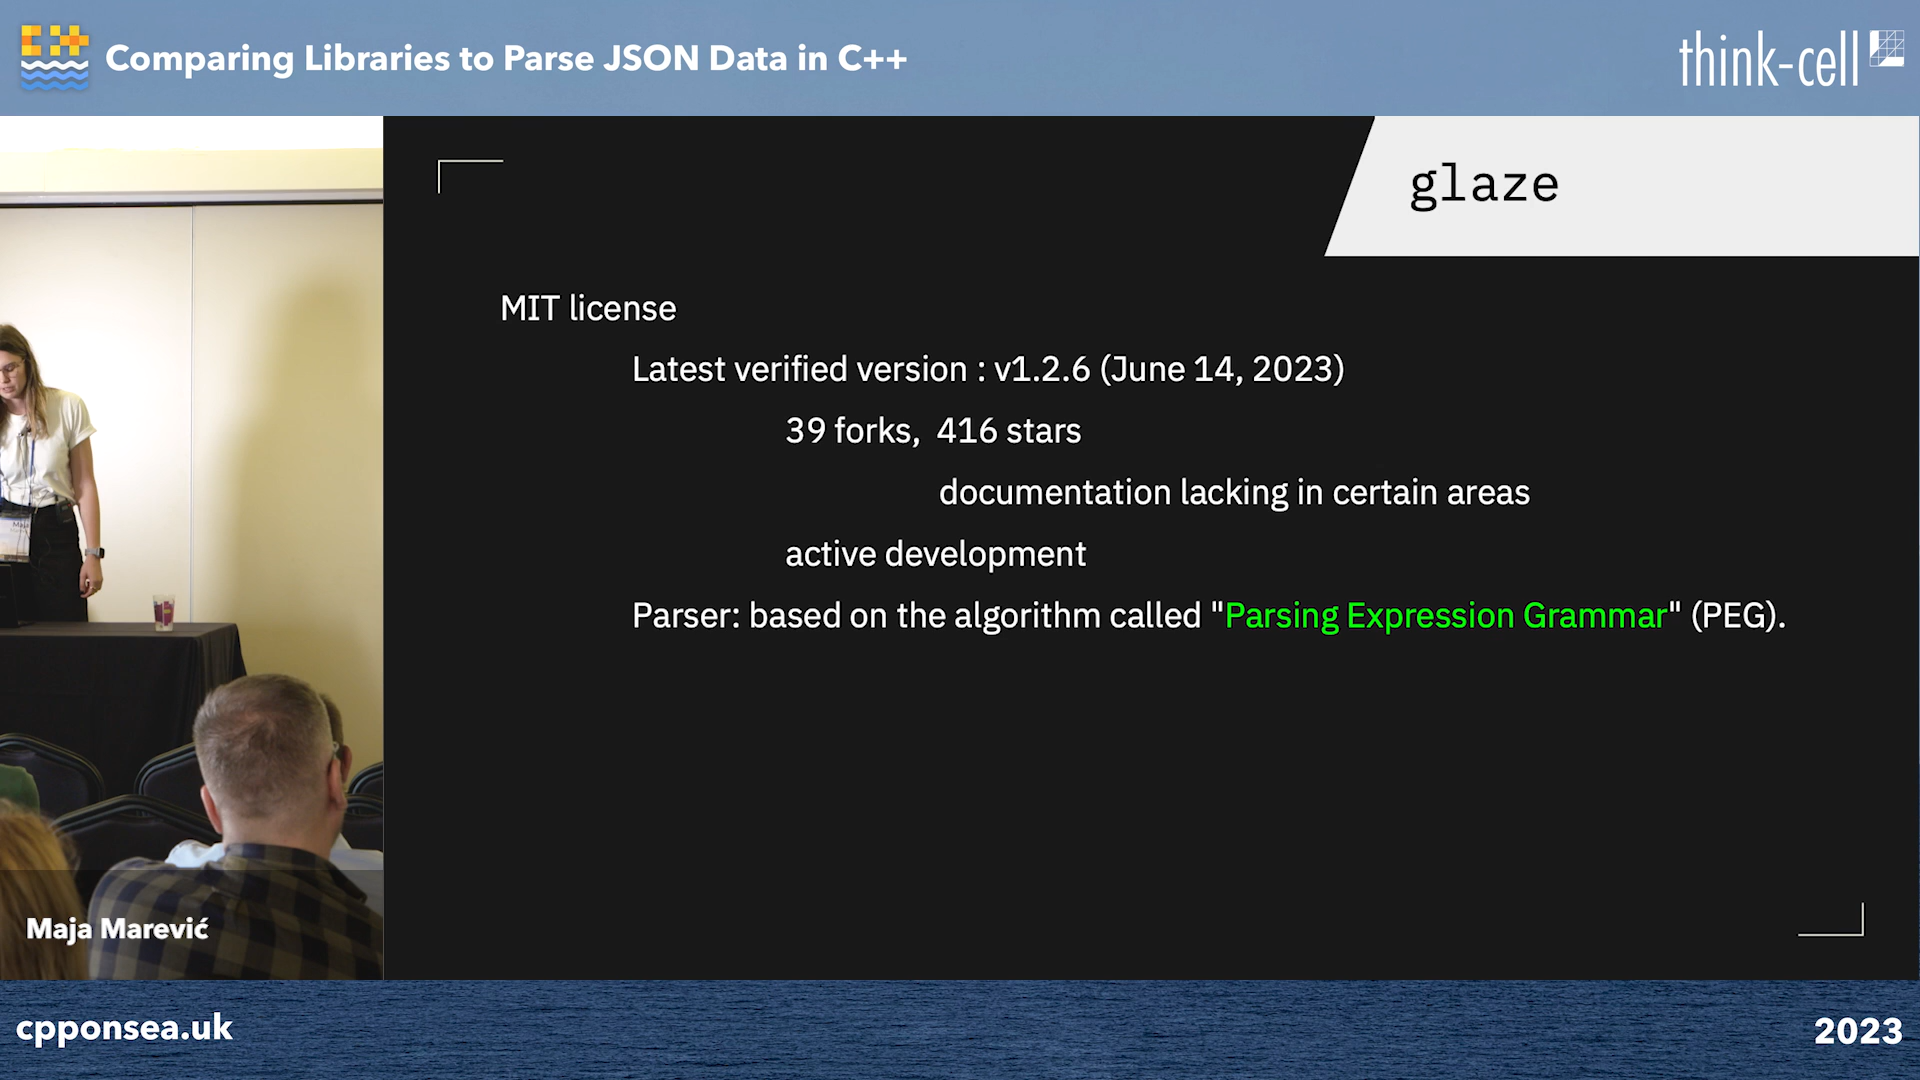 Comparing Libraries to Parse JSON Data in C++
think-cell
glaze
MIT license
Latest verified version : v1.2.6 (June 14, 2023)
39 forks, 416 stars
documentation lacking in certain areas
active development
Parser: based on the algorithm called "Parsing Expression Grammar" (PEG).
Maja Marević
cpponsea.uk
2023